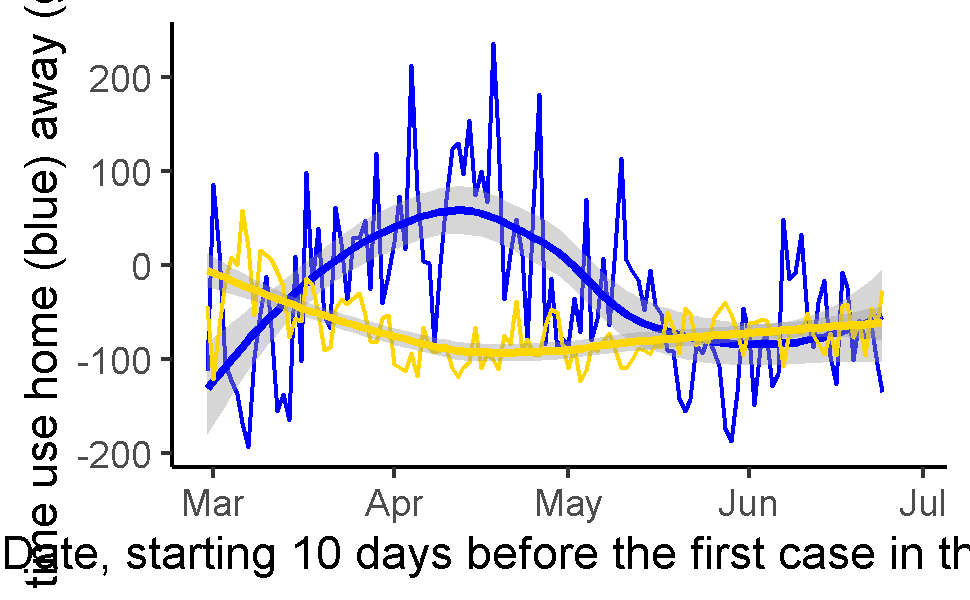 time use home (blue) away (
200
100
0
-100
-200
Mar Apr May Jun Jul
Date, starting 10 days before the first case in th